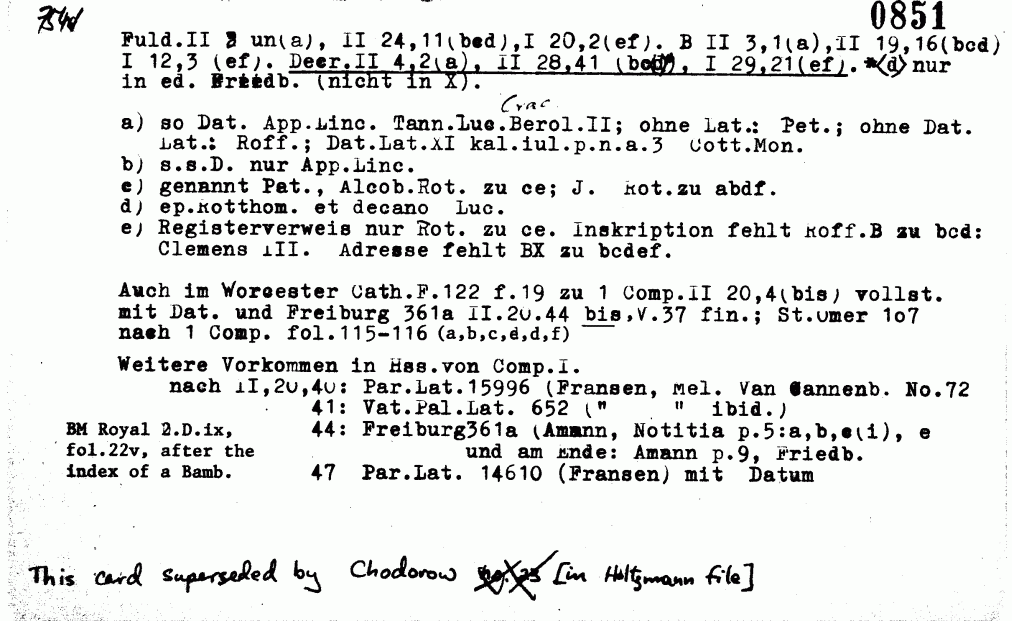 754d
0851
Fuld.II 2 un(a), II 24,11(bcd),I 20,2(ef). B II 3,1(a),II 19,16(bcd)
I 12,3 (ef). Decr.II 4,2(a), II 28,41 (bcd), I 29,21(ef). *(d) nur
in ed. Friedb. (nicht in X).
Crac.
a) so Dat. App.Linc. Tann.Luc.Berol.II; ohne Lat.: Pet.; ohne Dat.
Lat.: Roff.; Dat.Lat.XI kal.iul.p.n.a.3 Cott.Mon.
b) s.s.D. nur App.Linc.
c) genannt Pat., Alcob.Rot. zu ce; J. Rot.zu abdf.
d) ep.Rotthom. et decano Luc.
e) Registerverweis nur Rot. zu ce. Inskription fehlt Roff.B zu bcd:
Clemens III. Adresse fehlt BX zu bcdef.
Auch im Worcester Cath.F.122 f.19 zu 1 Comp.II 20,4(bis) vollst.
mit Dat. und Freiburg 361a II.20.44 bis,V.37 fin.; St.Omer 107
nach 1 Comp. fol.115-116 (a,b,c,d,d,f)
Weitere Vorkommen in Hss.von Comp.I.
nach II,20,40: Par.Lat.15996 (Fransen, Mel. Van Cannenb. No.72
41: Vat.Pal.Lat. 652 (" " ibid.)
BM Royal 2.D.ix, 44: Freiburg361a (Amann, Notitia p.5:a,b,c(i), e
fol.22v, after the und am Ende: Amann p.9, Friedb.
index of a Bamb. 47 Par.Lat. 14610 (Fransen) mit Datum
This card superseded by Chodorow no. 23 [in Holtzmann file]